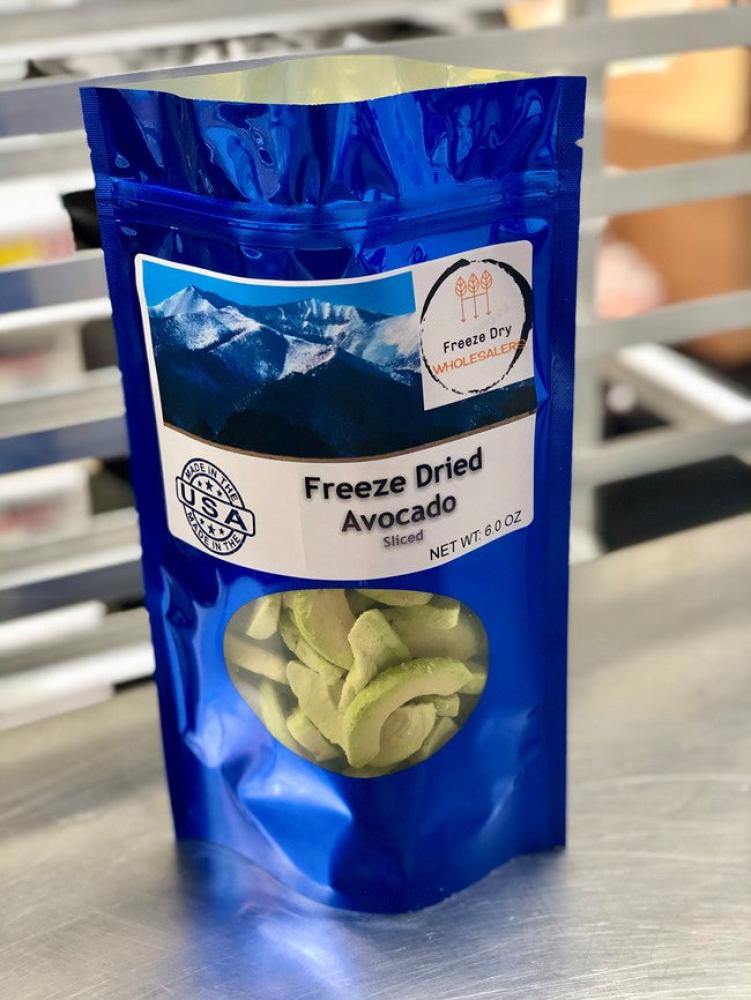 Freeze Dry
WHOLESALERS
MADE IN THE
USA
MADE IN THE
Freeze Dried
Avocado
Sliced
NET WT: 6.0 OZ